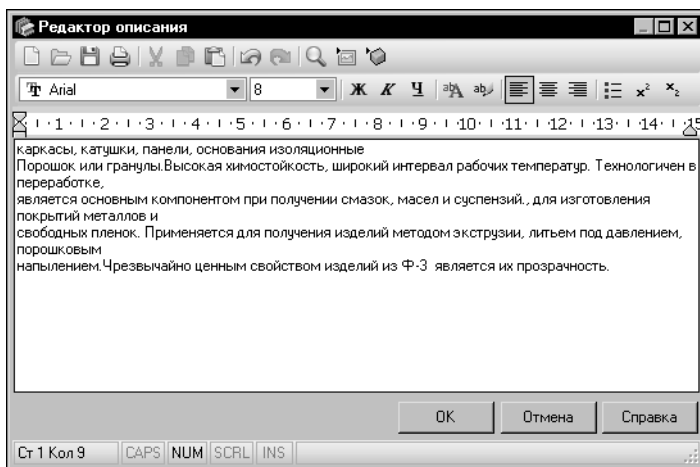 Редактор описания
Arial 8 Ж К Ч
1 2 3 4 5 6 7 8 9 10 11 12 13 14 15
каркасы, катушки, панели, основания изоляционные
Порошок или гранулы.Высокая химостойкость, широкий интервал рабочих температур. Технологичен в
переработке,
является основным компонентом при получении смазок, масел и суспензий., для изготовления
покрытий металлов и
свободных пленок. Применяется для получения изделий методом экструзии, литьем под давлением,
порошковым
напылением.Чрезвычайно ценным свойством изделий из Ф-3 является их прозрачность.
ОК Отмена Справка
Ст 1 Кол 9 CAPS NUM SCRL INS